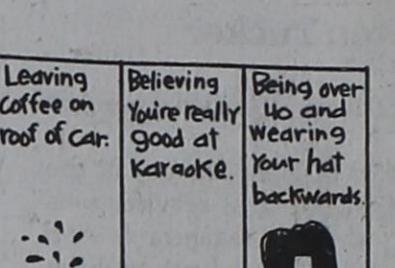 Leaving
coffee on
roof of car.
Believing
You're really
good at
Karaoke.
Being over
40 and
wearing
Your hat
backwards.